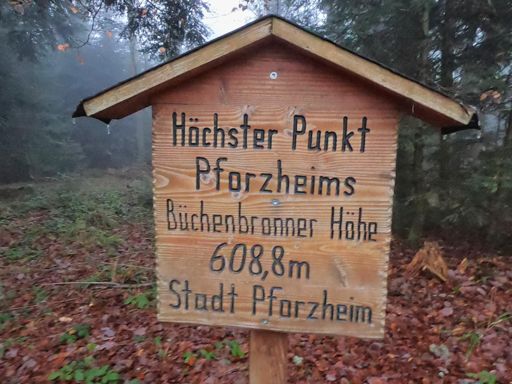 Höchster Punkt
Pforzheims
Büchenbronner Höhe
608,8m
Stadt Pforzheim